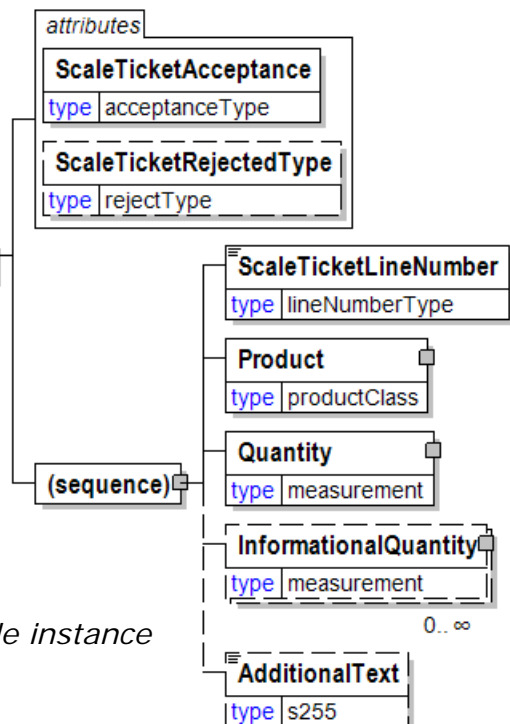 attributes
ScaleTicketAcceptance
type acceptanceType
ScaleTicketRejectedType
type rejectType
ScaleTicketLineNumber
type lineNumberType
Product
type productClass
Quantity
type measurement
(sequence)
InformationalQuantity
type measurement
0.. ∞
instance
AdditionalText
type s255